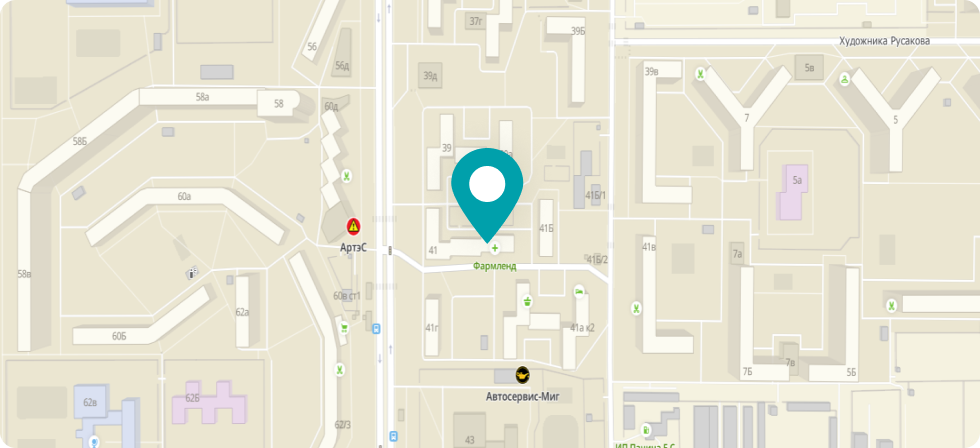 37г
39Б
Художника Русакова
56
56д
39д
39в
5в
58а
58
60д
7
5
58Б
39
5а
60а
41Б/1
41Б
АртэС
41
Фармленд
41в
7а
41Б/2
58в
60в ст1
62а
60Б
41г
41а к2
7в
7Б
5Б
Автосервис-Миг
62Б
62в
62/3
43
ИП Панина Е.С.